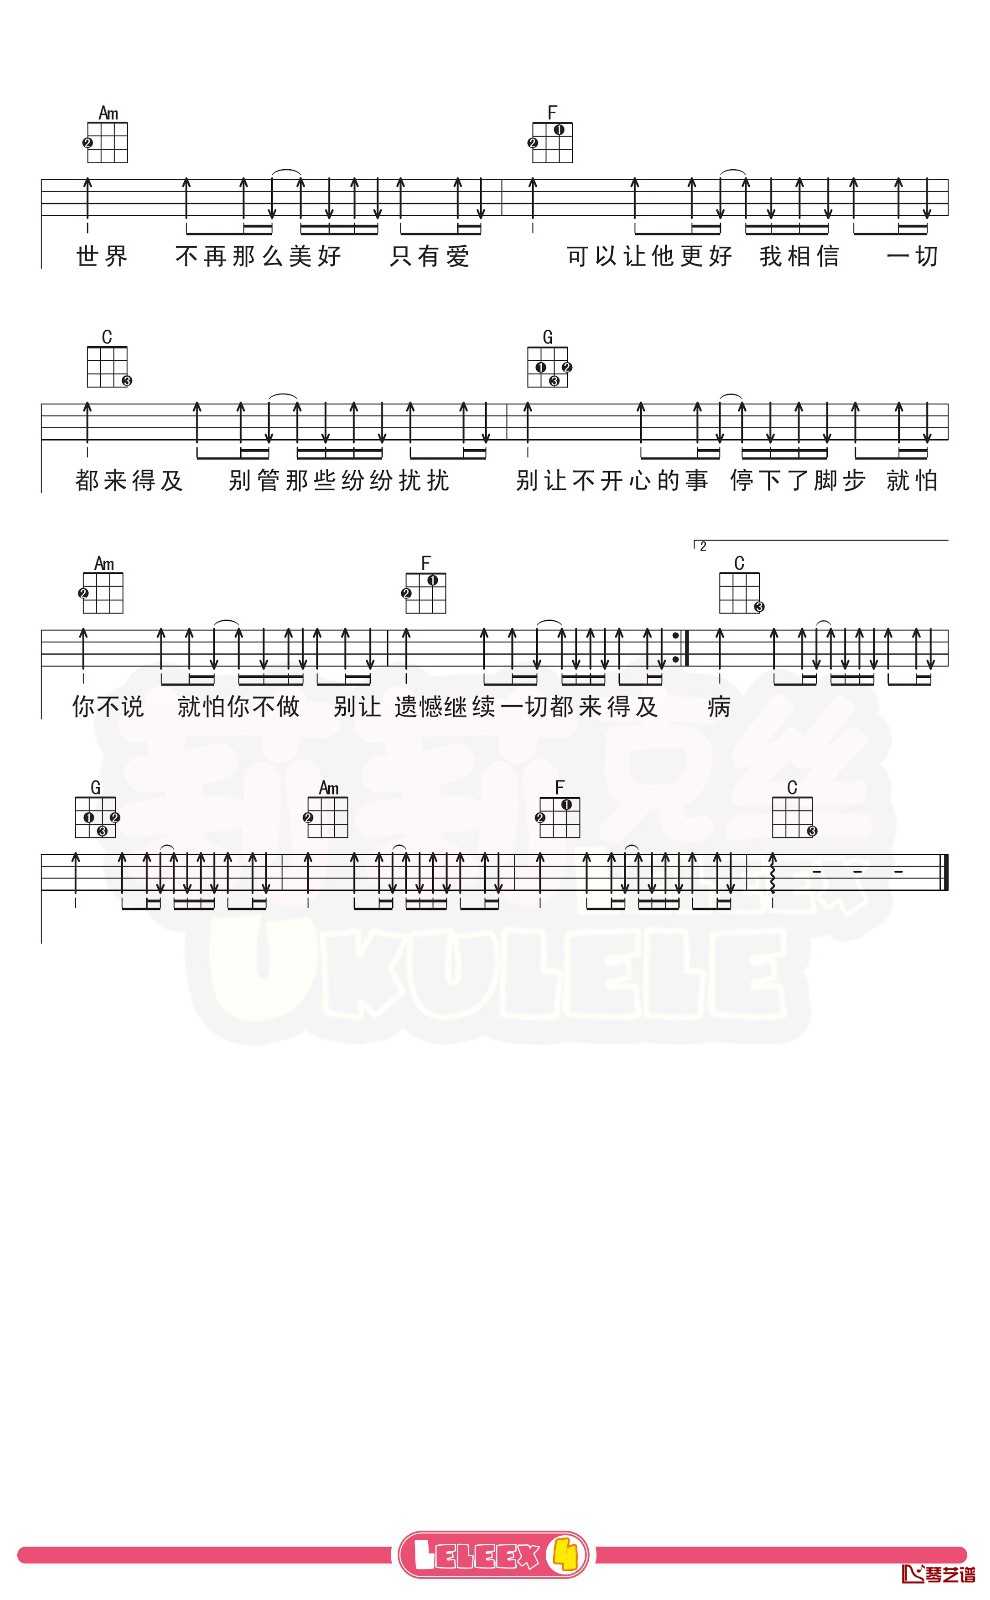 Am F
世界 不再那么美好 只有爱 可以让他更好 我相信 一切
C G
都来得及 别管那些纷纷扰扰 别让不开心的事 停下了脚步 就怕
2
Am F C
你不说 就怕你不做 别让 遗憾继续一切都来得及 病
G Am F C
UKULELE
LELEEX 4
琴艺谱